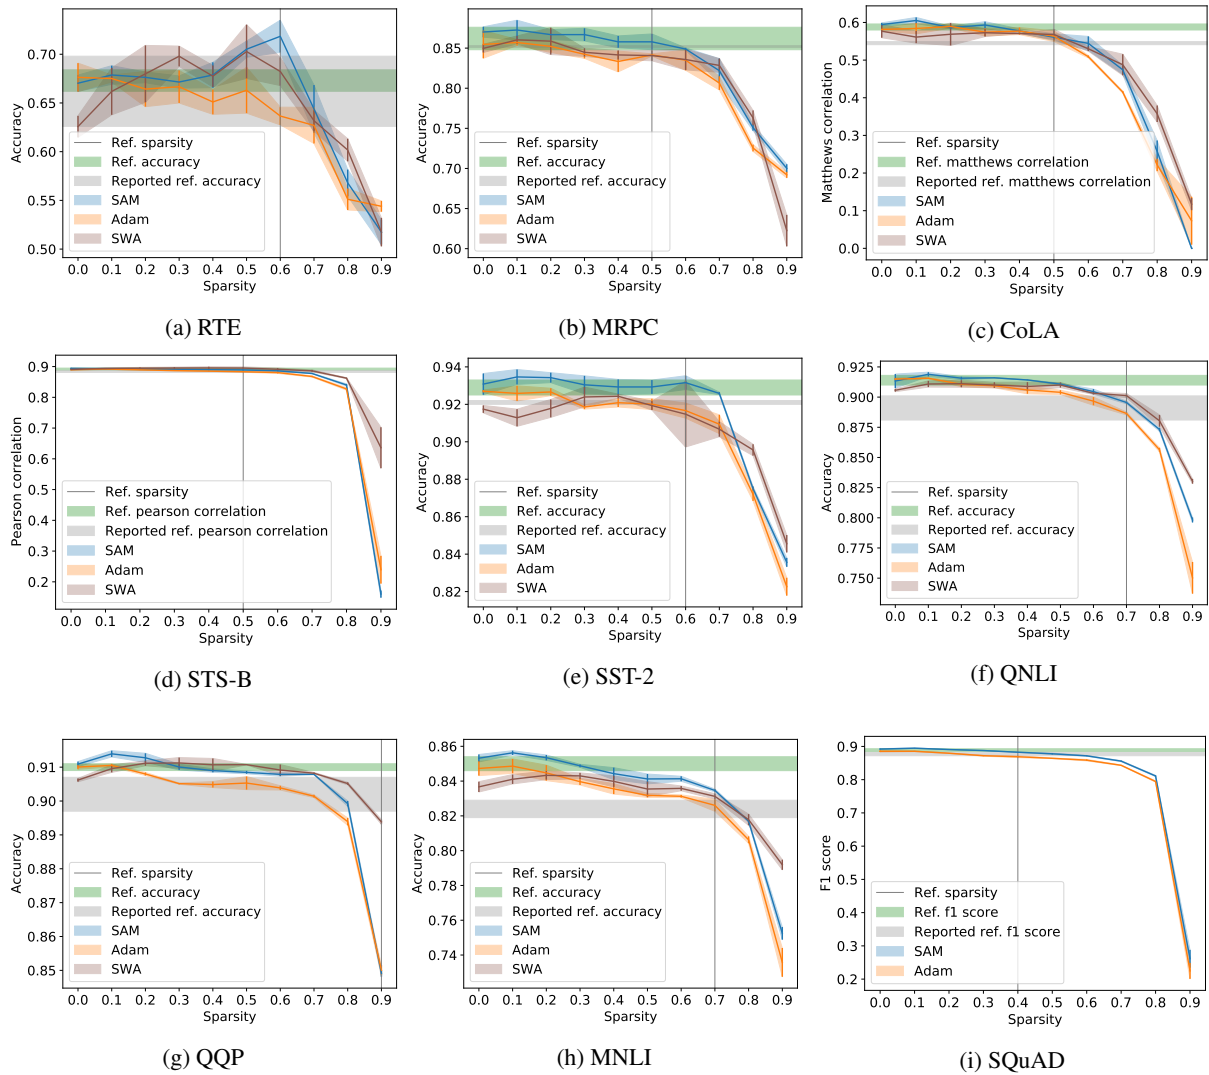 0.70
0.65
0.60
0.55
0.50
Accuracy
Ref. sparsity
Ref. accuracy
Reported ref. accuracy
SAM
Adam
SWA
0.0 0.1 0.2 0.3 0.4 0.5 0.6 0.7 0.8 0.9
Sparsity
(a) RTE
0.85
0.80
0.75
0.70
0.65
0.60
Accuracy
Ref. sparsity
Ref. accuracy
Reported ref. accuracy
SAM
Adam
SWA
0.0 0.1 0.2 0.3 0.4 0.5 0.6 0.7 0.8 0.9
Sparsity
(b) MRPC
0.6
0.5
0.4
0.3
0.2
0.1
0.0
Matthews correlation
Ref. sparsity
Ref. matthews correlation
Reported ref. matthews correlation
SAM
Adam
SWA
0.0 0.1 0.2 0.3 0.4 0.5 0.6 0.7 0.8 0.9
Sparsity
(c) CoLA
0.9
0.8
0.7
0.6
0.5
0.4
0.3
0.2
Pearson correlation
Ref. sparsity
Ref. pearson correlation
Reported ref. pearson correlation
SAM
Adam
SWA
0.0 0.1 0.2 0.3 0.4 0.5 0.6 0.7 0.8 0.9
Sparsity
(d) STS-B
0.94
0.92
0.90
0.88
0.86
0.84
0.82
Accuracy
Ref. sparsity
Ref. accuracy
Reported ref. accuracy
SAM
Adam
SWA
0.0 0.1 0.2 0.3 0.4 0.5 0.6 0.7 0.8 0.9
Sparsity
(e) SST-2
0.925
0.900
0.875
0.850
0.825
0.800
0.775
0.750
Accuracy
Ref. sparsity
Ref. accuracy
Reported ref. accuracy
SAM
Adam
SWA
0.0 0.1 0.2 0.3 0.4 0.5 0.6 0.7 0.8 0.9
Sparsity
(f) QNLI
0.91
0.90
0.89
0.88
0.87
0.86
0.85
Accuracy
Ref. sparsity
Ref. accuracy
Reported ref. accuracy
SAM
Adam
SWA
0.0 0.1 0.2 0.3 0.4 0.5 0.6 0.7 0.8 0.9
Sparsity
(g) QQP
0.86
0.84
0.82
0.80
0.78
0.76
0.74
Accuracy
Ref. sparsity
Ref. accuracy
Reported ref. accuracy
SAM
Adam
SWA
0.0 0.1 0.2 0.3 0.4 0.5 0.6 0.7 0.8 0.9
Sparsity
(h) MNLI
0.9
0.8
0.7
0.6
0.5
0.4
0.3
0.2
F1 score
Ref. sparsity
Ref. f1 score
Reported ref. f1 score
SAM
Adam
0.0 0.1 0.2 0.3 0.4 0.5 0.6 0.7 0.8 0.9
Sparsity
(i) SQuAD